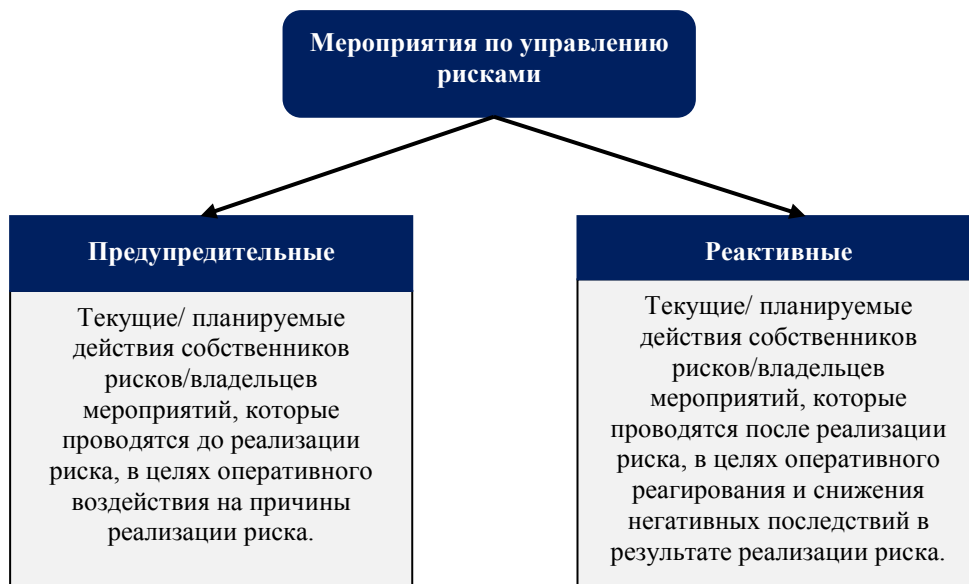 Мероприятия по управлению
рисками
Предупредительные
Текущие/ планируемые
действия собственников
рисков/владельцев
мероприятий, которые
проводятся до реализации
риска, в целях оперативного
воздействия на причины
реализации риска.
Реактивные
Текущие/ планируемые
действия собственников
рисков/владельцев
мероприятий, которые
проводятся после реализации
риска, в целях оперативного
реагирования и снижения
негативных последствий в
результате реализации риска.